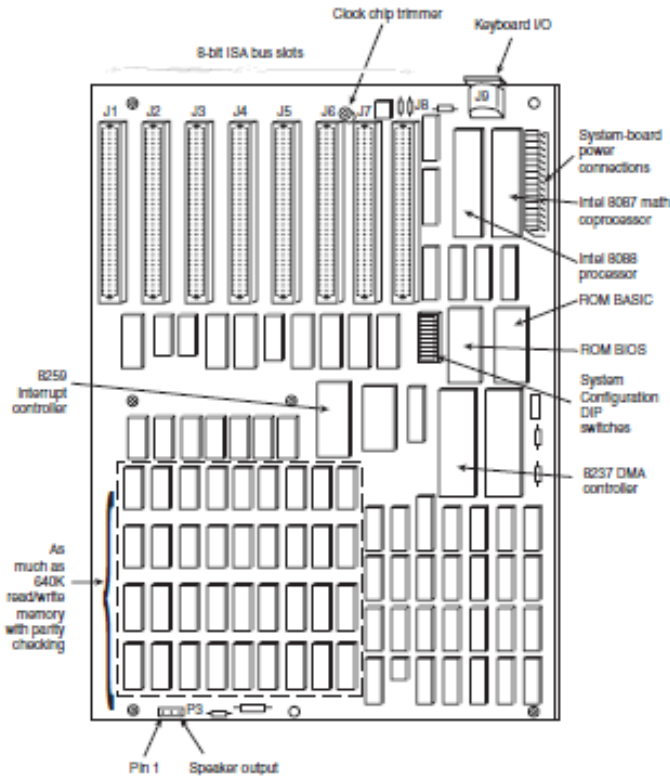 Clock chip trimmer
Keyboard I/O
8-bit ISA bus slots
J1
J2
J3
J4
J5
J6
J7
J8
J9
System-board
power
connections
Intel 8087 math
coprocessor
Intel 8088
processor
ROM BASIC
ROM BIOS
System
Configuration
DIP
switches
8259
Interrupt
controller
8237 DMA
controller
As
much as
640K
read/write
memory
with parity
checking
P3
Pin 1
Speaker output